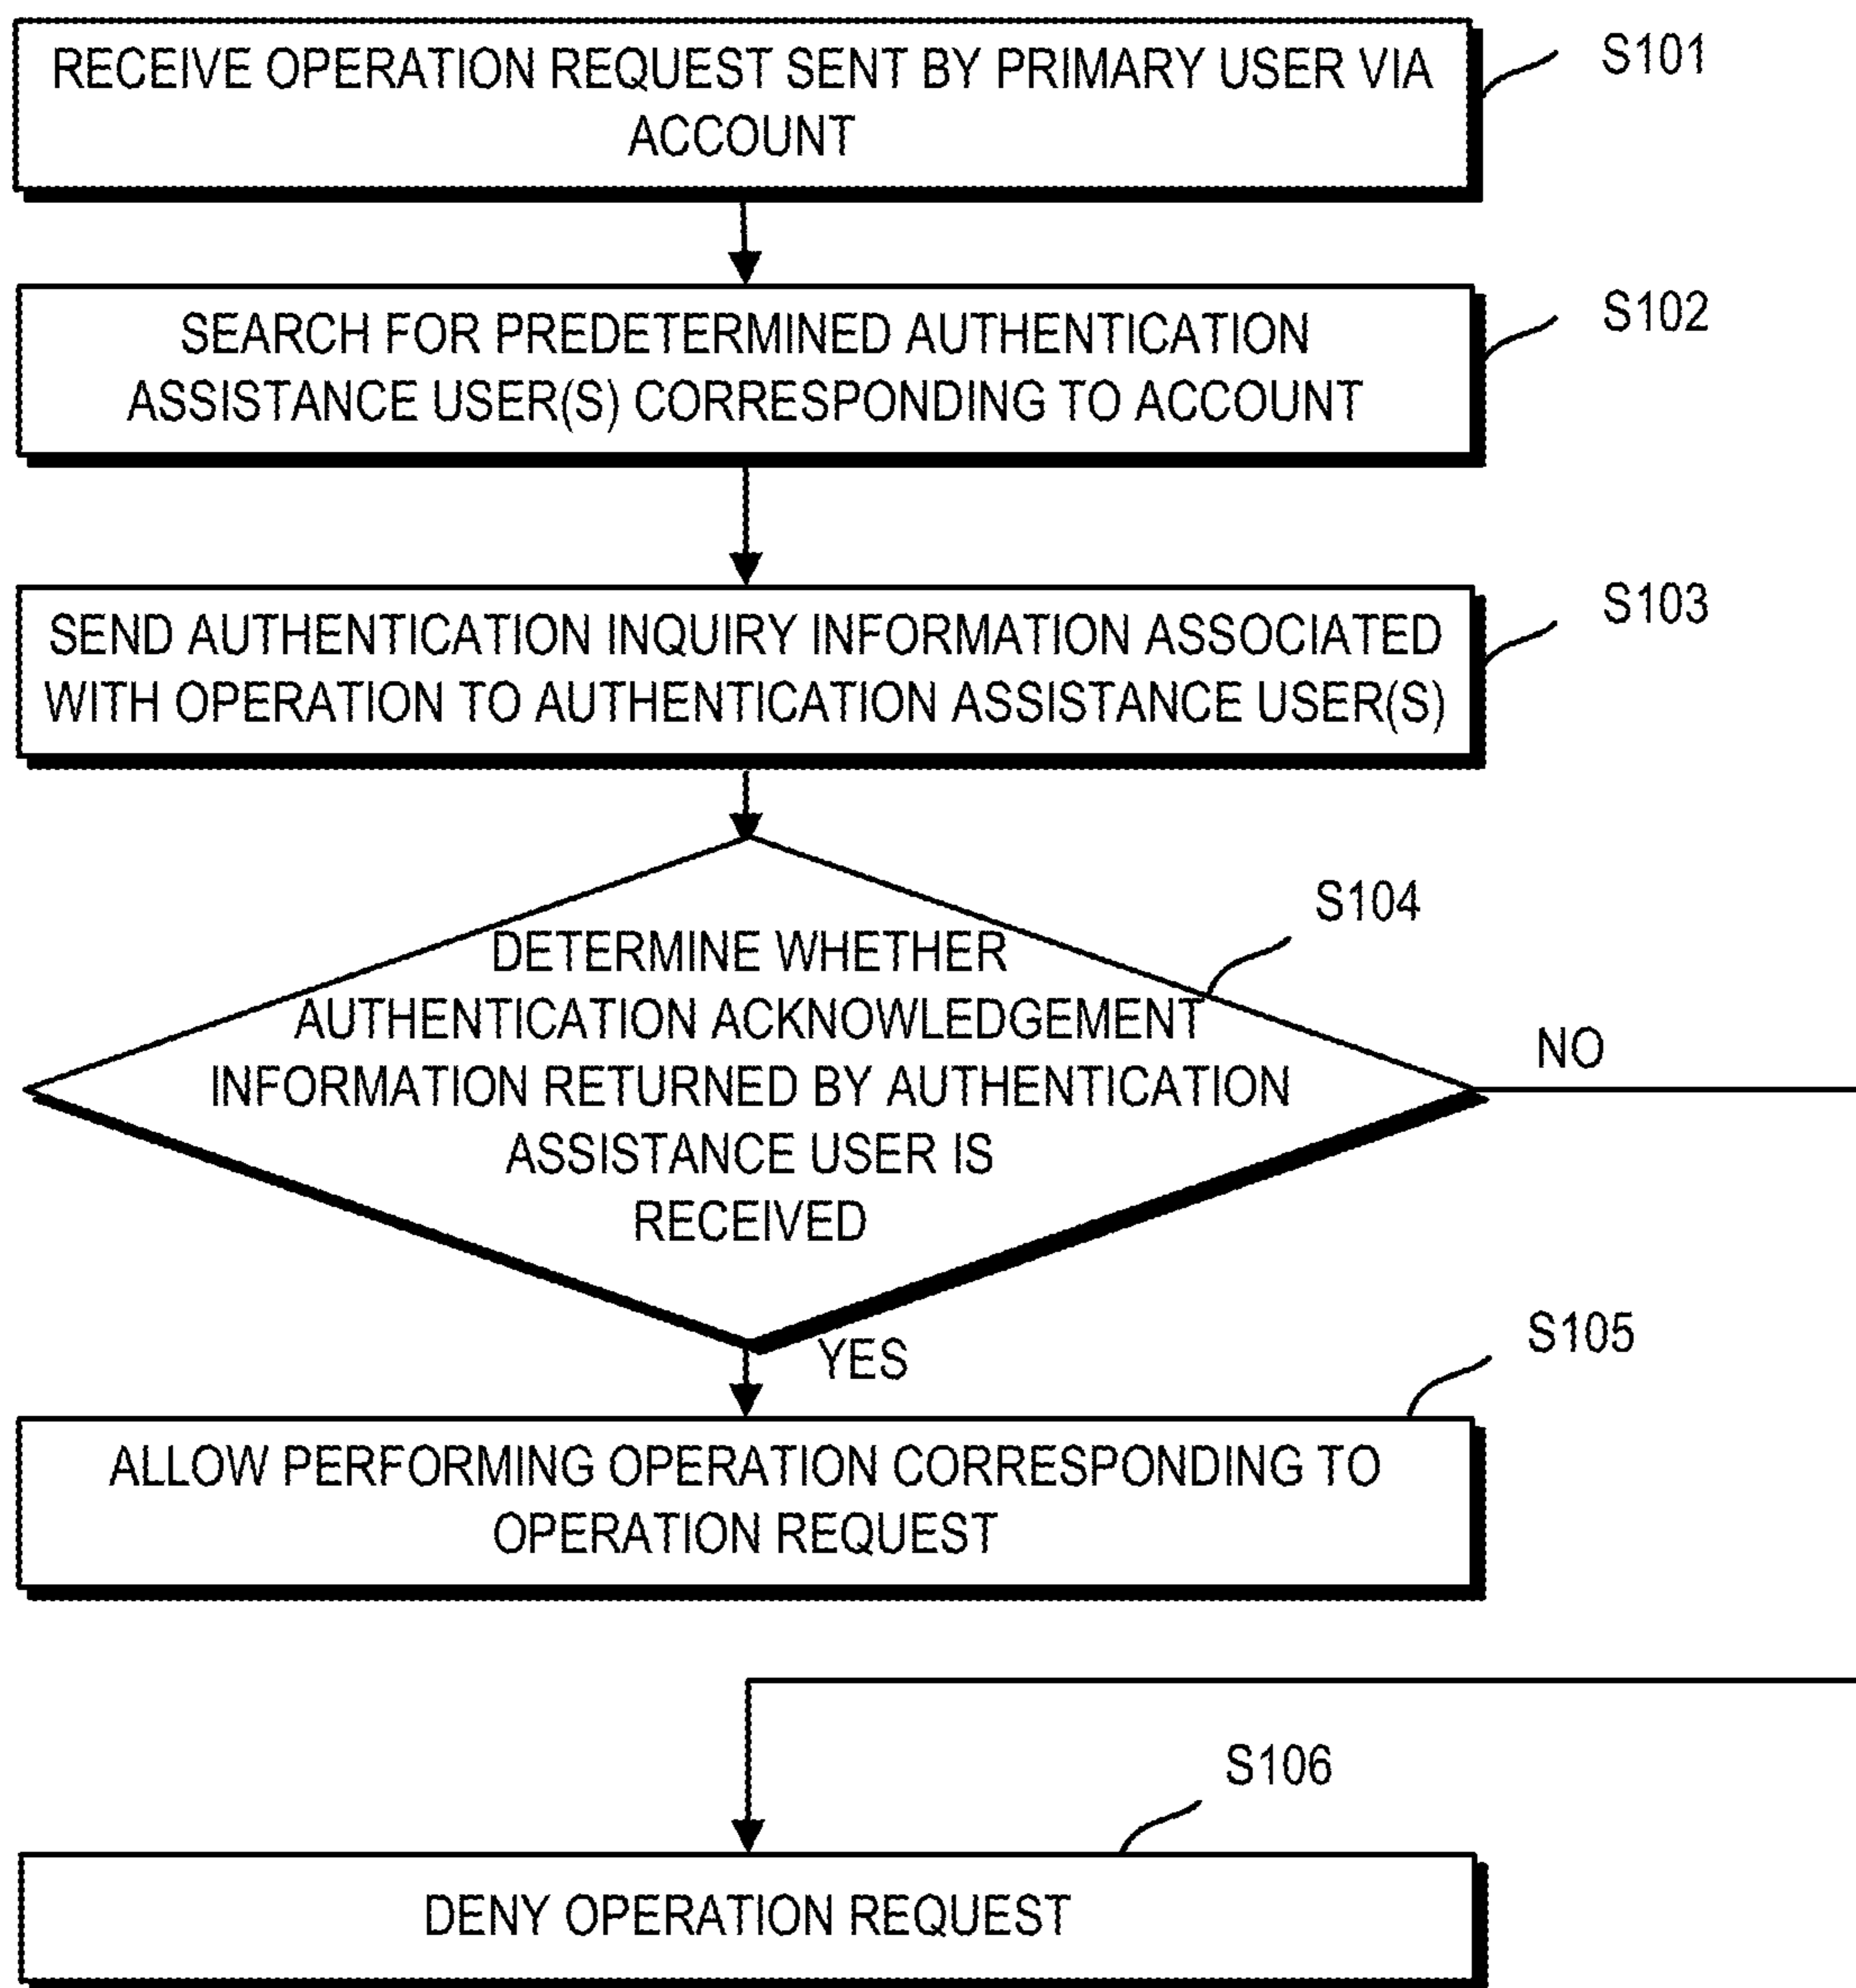 RECEIVE OPERATION REQUEST SENT BY PRIMARY USER VIA
ACCOUNT
S101
SEARCH FOR PREDETERMINED AUTHENTICATION
ASSISTANCE USER(S) CORRESPONDING TO ACCOUNT
S102
SEND AUTHENTICATION INQUIRY INFORMATION ASSOCIATED
WITH OPERATION TO AUTHENTICATION ASSISTANCE USER(S)
S103
DETERMINE WHETHER
AUTHENTICATION ACKNOWLEDGEMENT
INFORMATION RETURNED BY AUTHENTICATION
ASSISTANCE USER IS
RECEIVED
S104
NO
YES
S105
ALLOW PERFORMING OPERATION CORRESPONDING TO
OPERATION REQUEST
S106
DENY OPERATION REQUEST